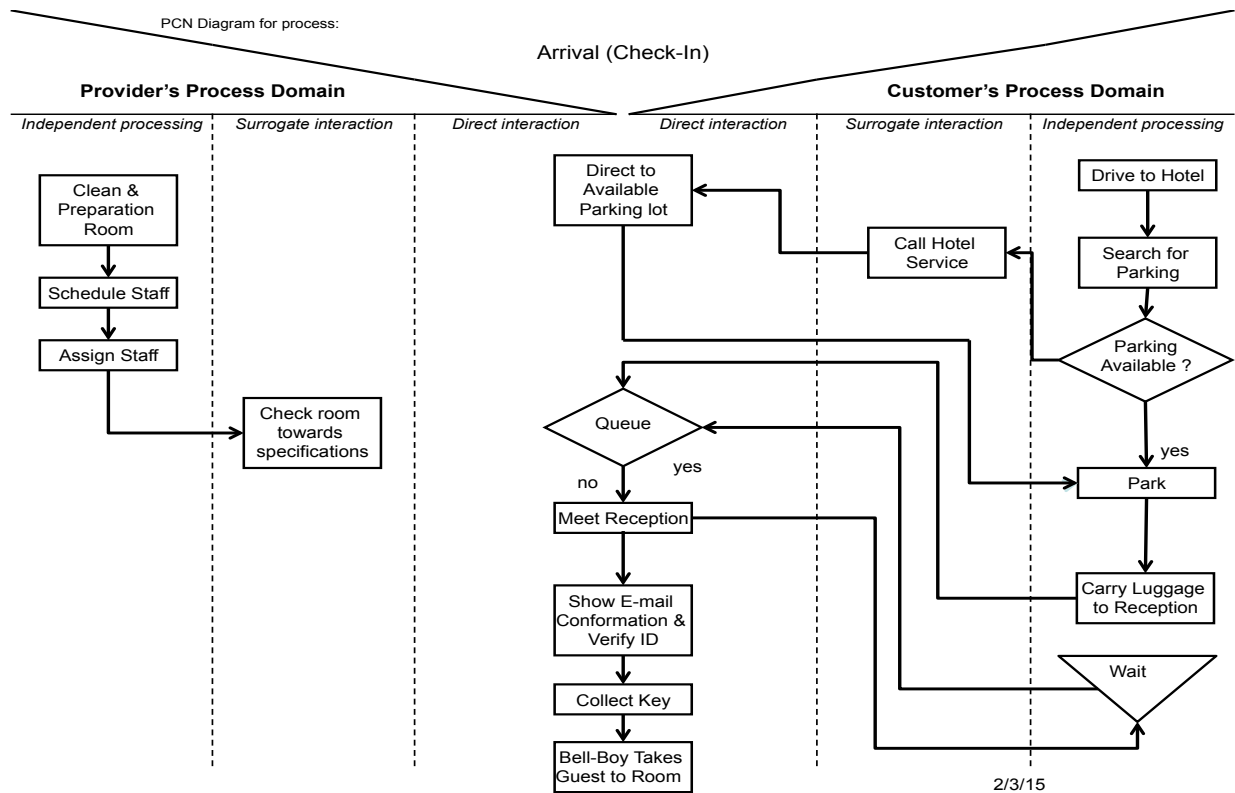 PCN Diagram for process:
Arrival (Check-In)
Provider's Process Domain
Customer's Process Domain
Independent processing
Surrogate interaction
Direct interaction
Direct interaction
Surrogate interaction
Independent processing
Clean &
Preparation
Room
Schedule Staff
Assign Staff
Check room
towards
specifications
Direct to
Available
Parking lot
Call Hotel
Service
Drive to Hotel
Search for
Parking
Parking
Available ?
yes
Park
Carry Luggage
to Reception
Wait
Queue
yes
no
Meet Reception
Show E-mail
Conformation &
Verify ID
Collect Key
Bell-Boy Takes
Guest to Room
2/3/15